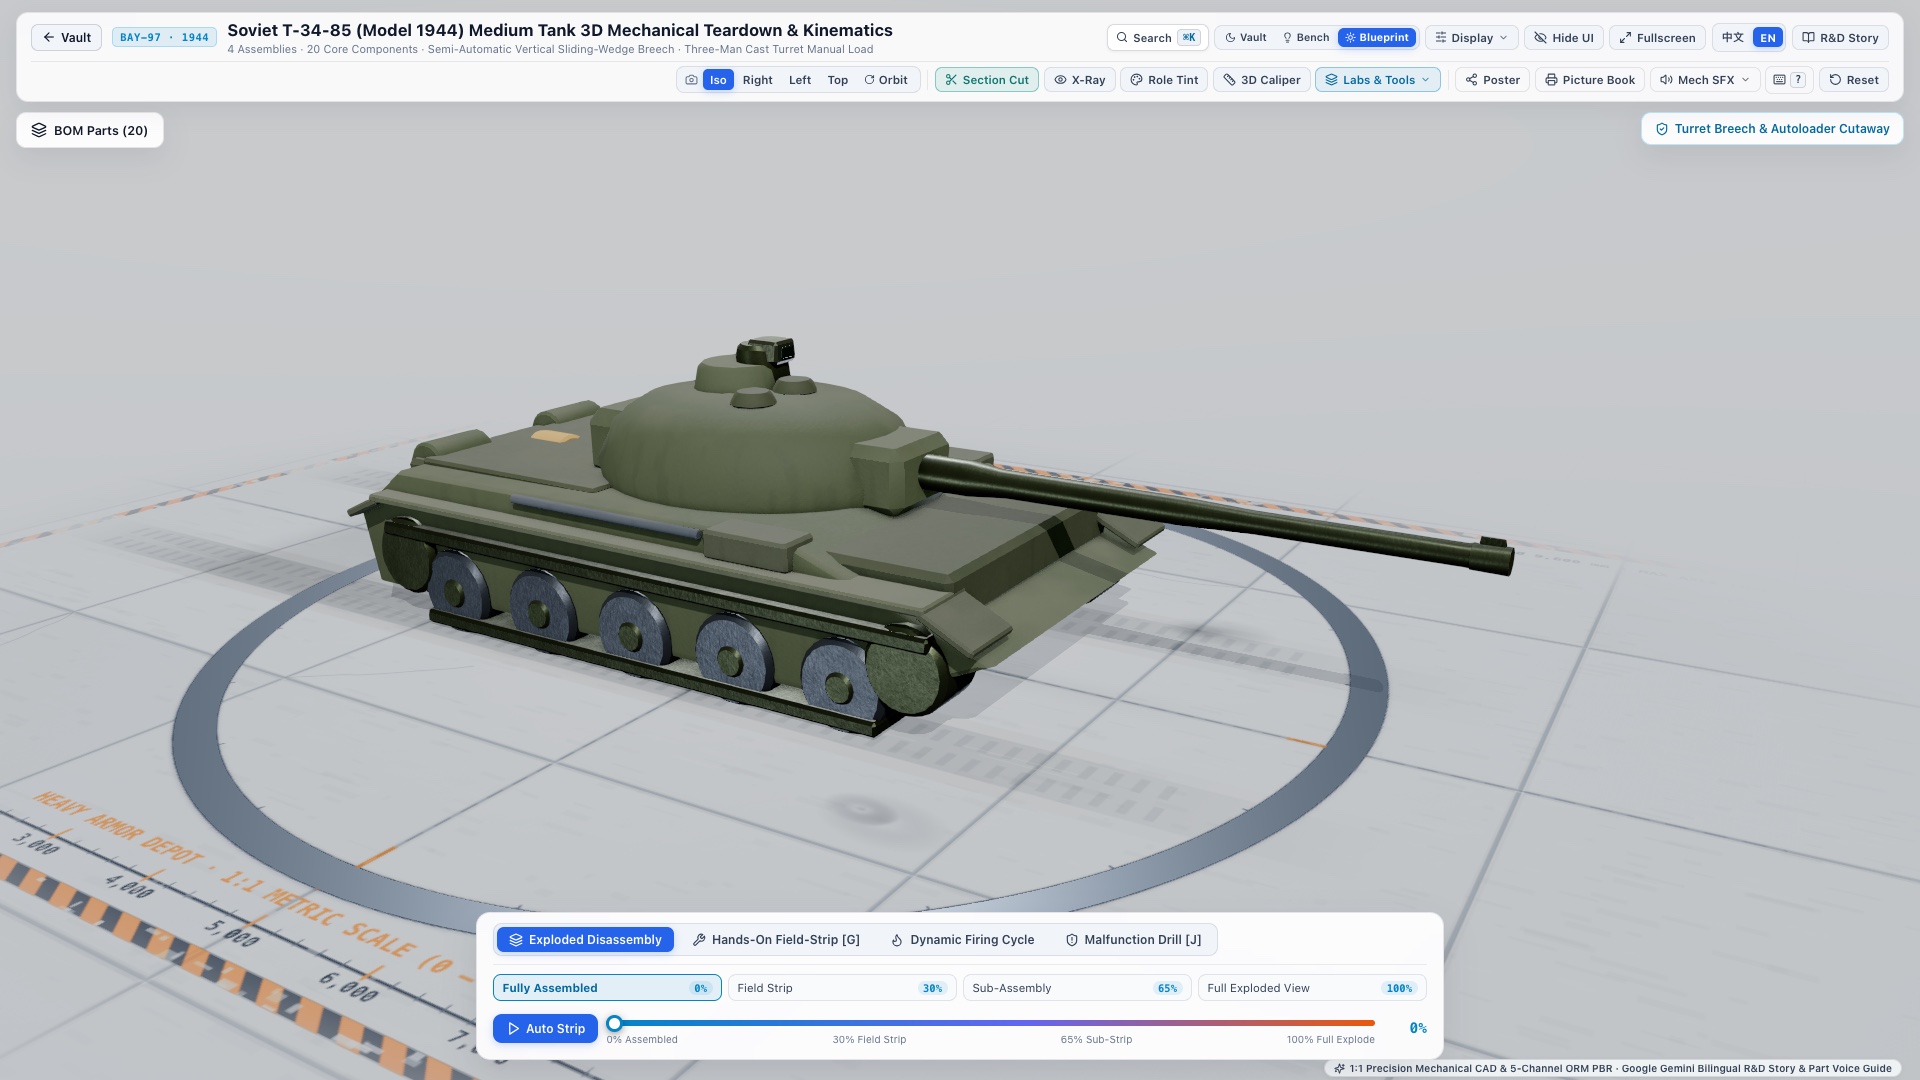 Vault
BAY-97 · 1944
Soviet T-34-85 (Model 1944) Medium Tank 3D Mechanical Teardown & Kinematics
4 Assemblies · 20 Core Components · Semi-Automatic Vertical Sliding-Wedge Breech · Three-Man Cast Turret Manual Load
Search ⌘K
Vault Bench Blueprint
Display
Hide UI
Fullscreen
中文 EN
R&D Story
Iso Right Left Top Orbit
Section Cut
X-Ray
Role Tint
3D Caliper
Labs & Tools
Poster
Picture Book
Mech SFX
?
Reset
BOM Parts (20)
Turret Breech & Autoloader Cutaway
HEAVY ARMOR DEPOT · 1:1 METRIC SCALE (0 –
3,000
4,000
5,000
6,000
7,
Exploded Disassembly
Hands-On Field-Strip [G]
Dynamic Firing Cycle
Malfunction Drill [J]
Fully Assembled 0%
Field Strip 30%
Sub-Assembly 65%
Full Exploded View 100%
Auto Strip
0%
0% Assembled
30% Field Strip
65% Sub-Strip
100% Full Explode
1:1 Precision Mechanical CAD & 5-Channel ORM PBR · Google Gemini Bilingual R&D Story & Part Voice Guide